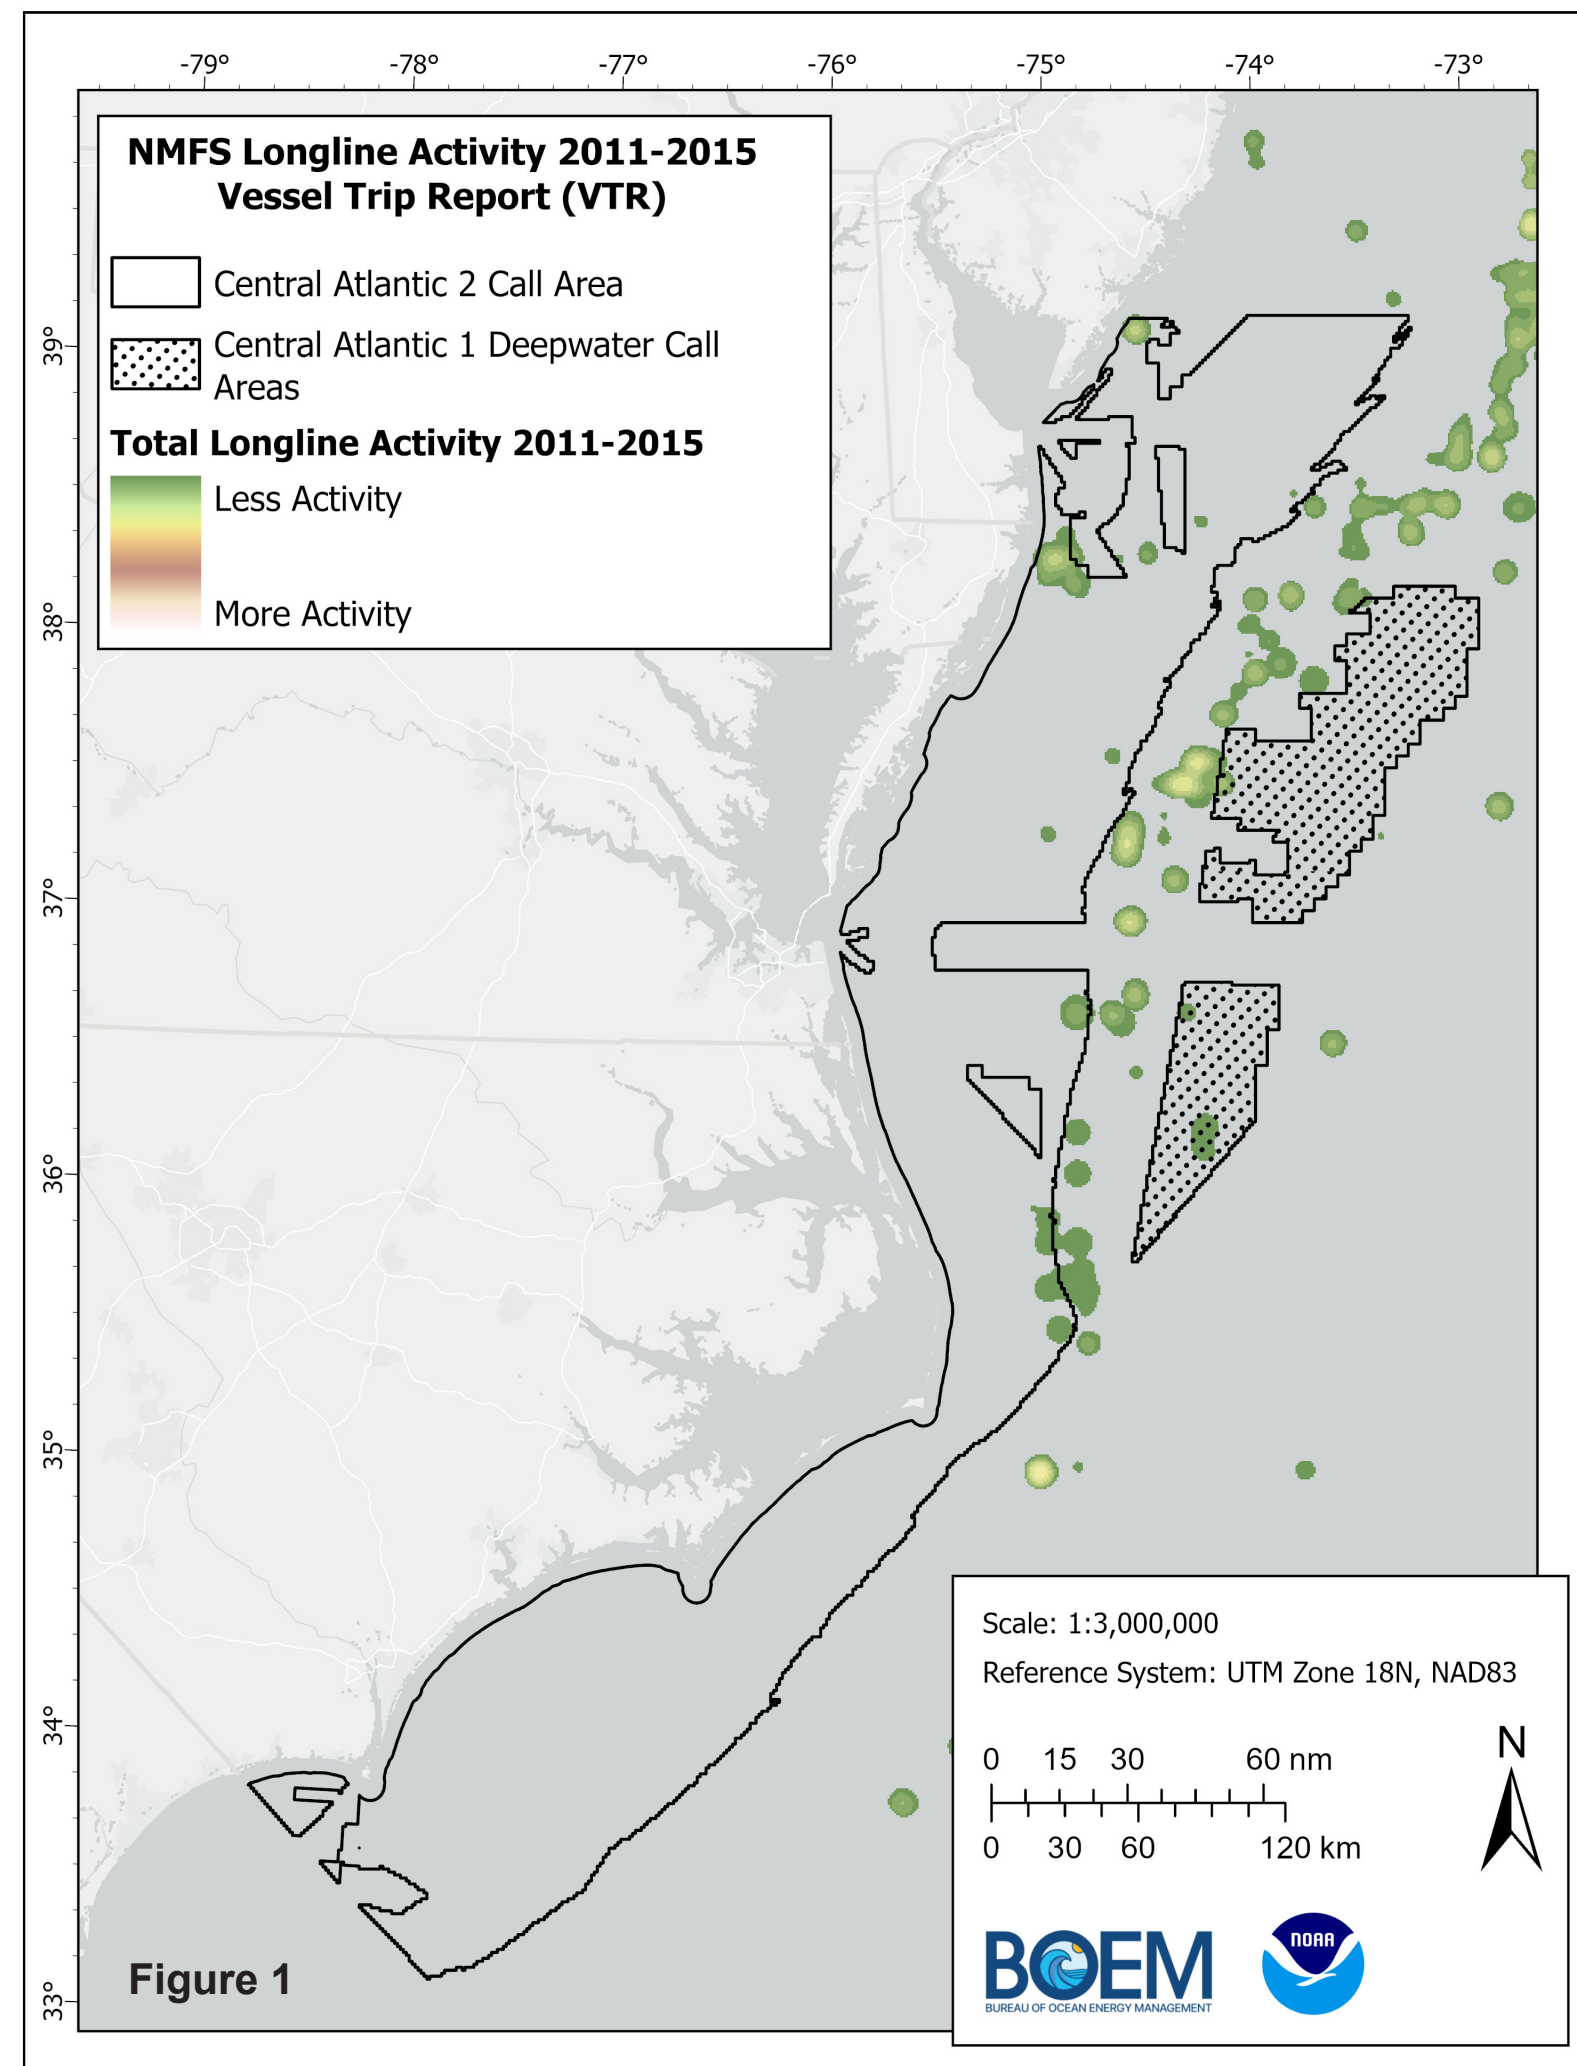 -79° -78° -77° -76° -75° -74° -73°
NMFS Longline Activity 2011-2015
Vessel Trip Report (VTR)
Central Atlantic 2 Call Area
Central Atlantic 1 Deepwater Call
Areas
Total Longline Activity 2011-2015
Less Activity
More Activity
39°
38°
37°
36°
35°
34°
33°
Scale: 1:3,000,000
Reference System: UTM Zone 18N, NAD83
0 15 30 60 nm
0 30 60 120 km
N
BOEM
BUREAU OF OCEAN ENERGY MANAGEMENT
NOAA
Figure 1